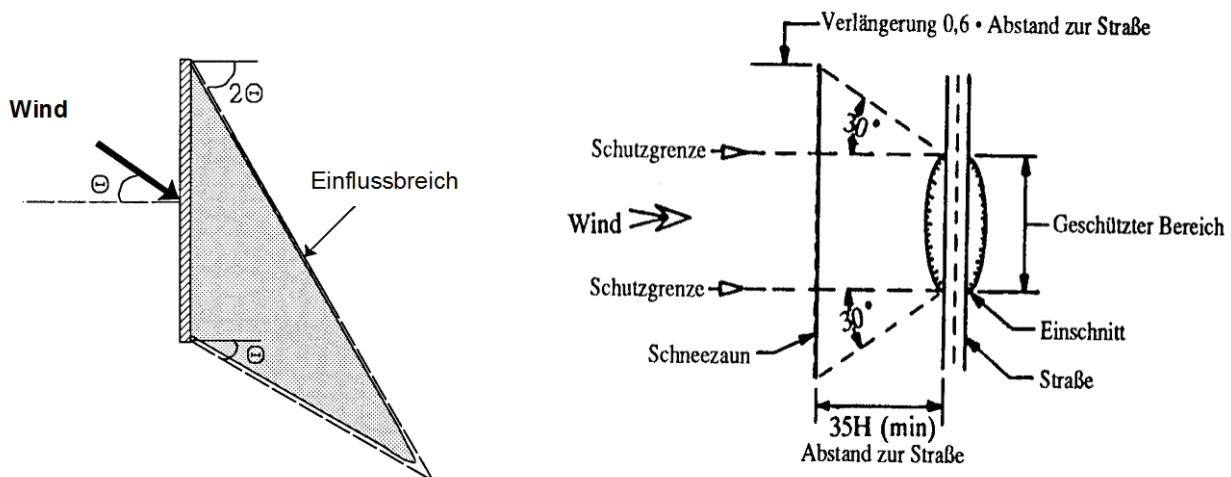 2Θ
Wind
Θ
Einflussbreich
Θ
Verlängerung 0,6 • Abstand zur Straße
30°
Schutzgrenze
Wind
Geschützter Bereich
Schutzgrenze
30°
Einschnitt
Schneezaun
Straße
35H (min)
Abstand zur Straße